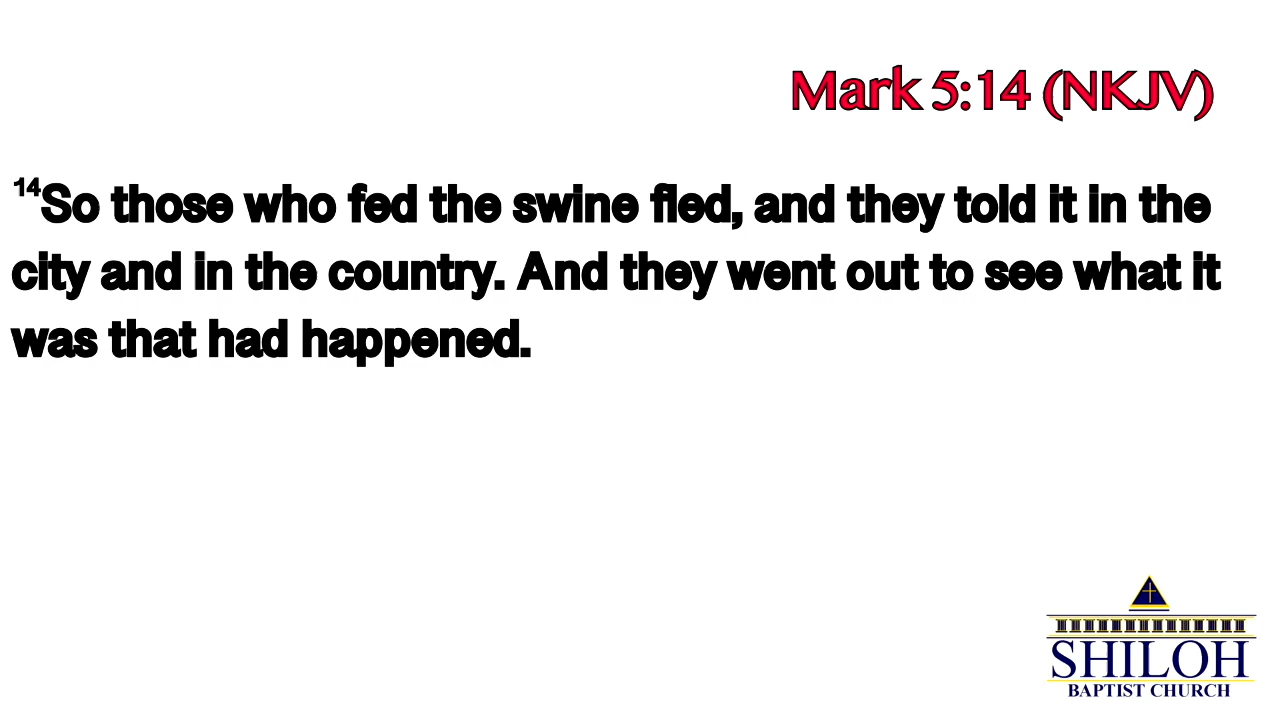 Mark 5:14 (NKJV)
14So those who fed the swine fled, and they told it in the
city and in the country. And they went out to see what it
was that had happened.
SHILOH
BAPTIST CHURCH